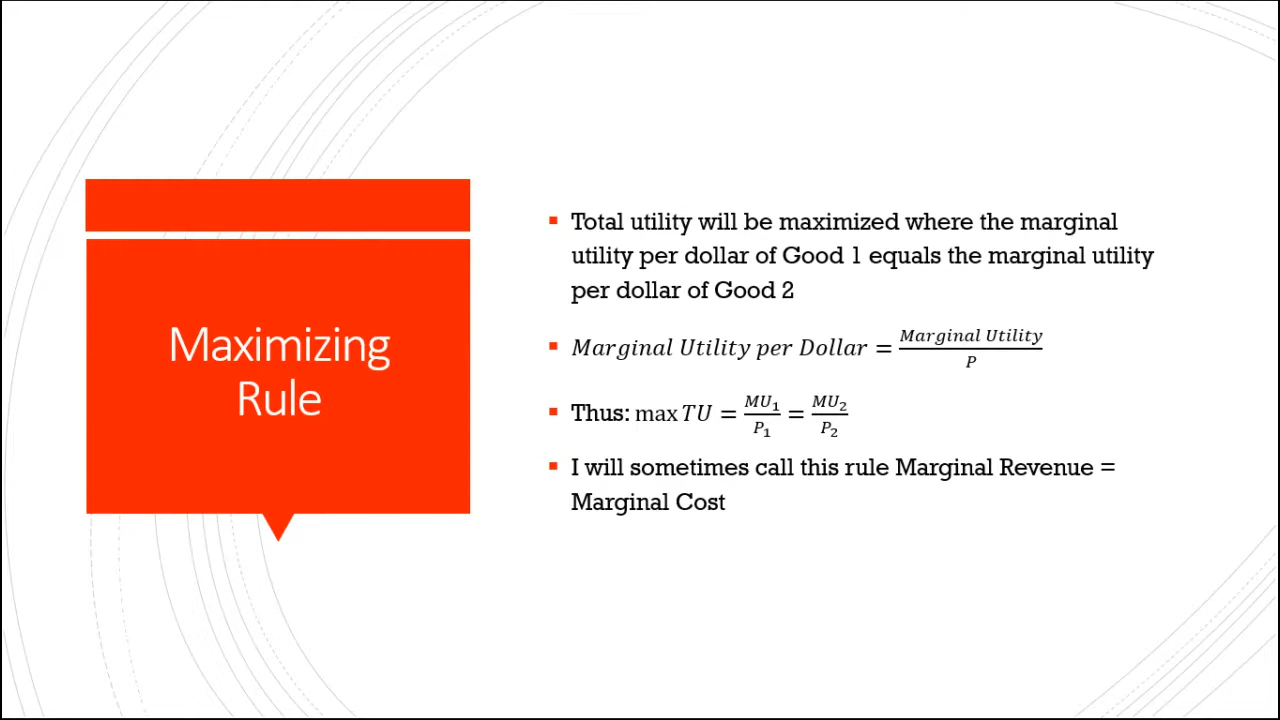 Maximizing
Rule
▪ Total utility will be maximized where the marginal
utility per dollar of Good 1 equals the marginal utility
per dollar of Good 2
▪ Marginal Utility per Dollar = Marginal Utility / P
▪ Thus: max TU = MU₁/P₁ = MU₂/P₂
▪ I will sometimes call this rule Marginal Revenue =
Marginal Cost